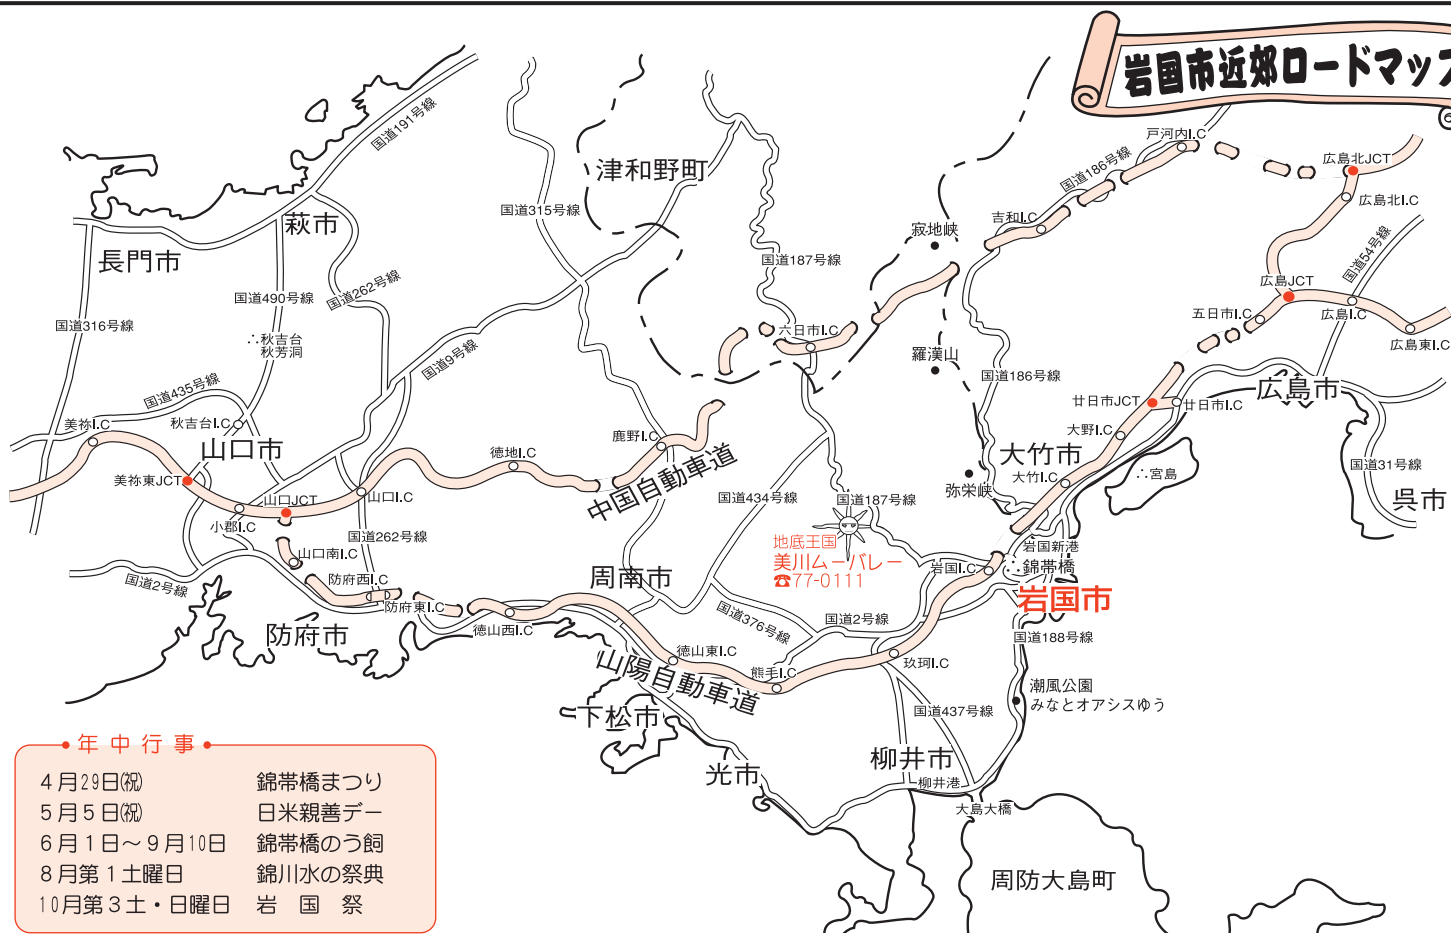 岩国市近郊ロードマップ
戸河内I.C
国道191号線
国道186号線
広島北JCT
津和野町
広島北I.C
国道315号線
萩市
吉和I.C
寂地峡
国道54号線
長門市
国道187号線
国道262号線
広島JCT
国道490号線
五日市I.C
広島I.C
国道316号線
六日市I.C
∴秋吉台
秋芳洞
広島東I.C
国道9号線
羅漢山
国道186号線
国道435号線
広島市
廿日市JCT
廿日市I.C
美祢I.C
秋吉台I.C
鹿野I.C
大野I.C
山口市
徳地I.C
中国自動車道
大竹市
国道31号線
美祢東JCT
大竹I.C
∴宮島
弥栄峡
山口JCT
山口I.C
国道434号線
国道187号線
呉市
小郡I.C
国道262号線
地底王国
美川ムーバレー
☎77-0111
岩国新港
山口南I.C
岩国I.C
∴錦帯橋
国道2号線
防府西I.C
周南市
岩国市
防府東I.C
国道376号線
国道2号線
防府市
徳山西I.C
国道188号線
徳山東I.C
山陽自動車道
熊毛I.C
玖珂I.C
潮風公園
みなとオアシスゆう
下松市
国道437号線
光市
柳井市
柳井港
大島大橋
周防大島町
年中行事
4月29日(祝) 錦帯橋まつり
5月5日(祝) 日米親善デー
6月1日～9月10日 錦帯橋のう飼
8月第1土曜日 錦川水の祭典
10月第3土・日曜日 岩国祭